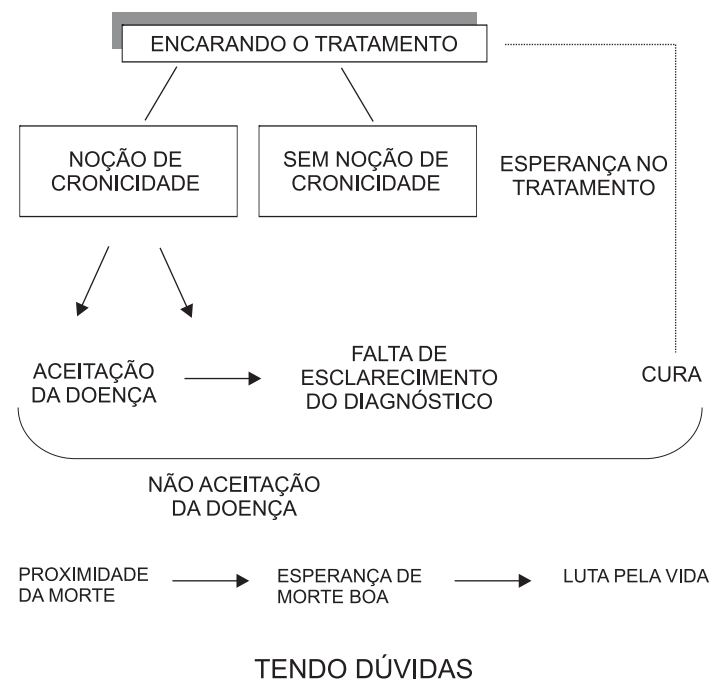 ENCARANDO O TRATAMENTO
NOÇÃO DE
CRONICIDADE
SEM NOÇÃO DE
CRONICIDADE
ESPERANÇA NO
TRATAMENTO
ACEITAÇÃO
DA DOENÇA
FALTA DE
ESCLARECIMENTO
DO DIAGNÓSTICO
CURA
NÃO ACEITAÇÃO
DA DOENÇA
PROXIMIDADE
DA MORTE
ESPERANÇA DE
MORTE BOA
LUTA PELA VIDA
TENDO DÚVIDAS